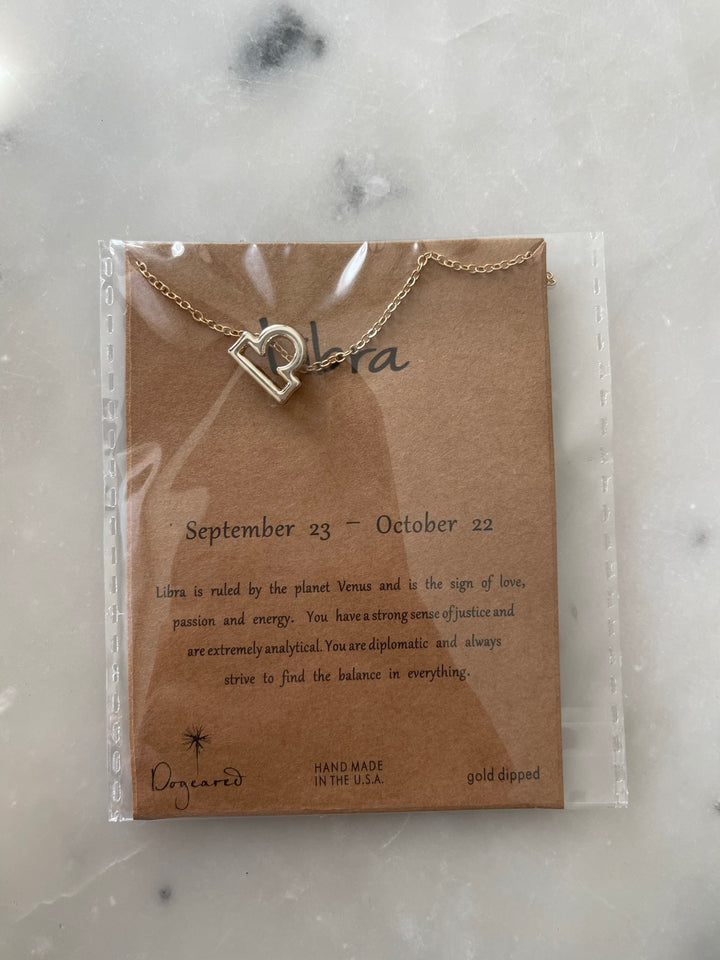 Libra
September 23 – October 22
Libra is ruled by the planet Venus and is the sign of love,
passion and energy. You have a strong sense of justice and
are extremely analytical. You are diplomatic and always
strive to find the balance in everything.
Dogeared
HAND MADE
IN THE U.S.A.
gold dipped